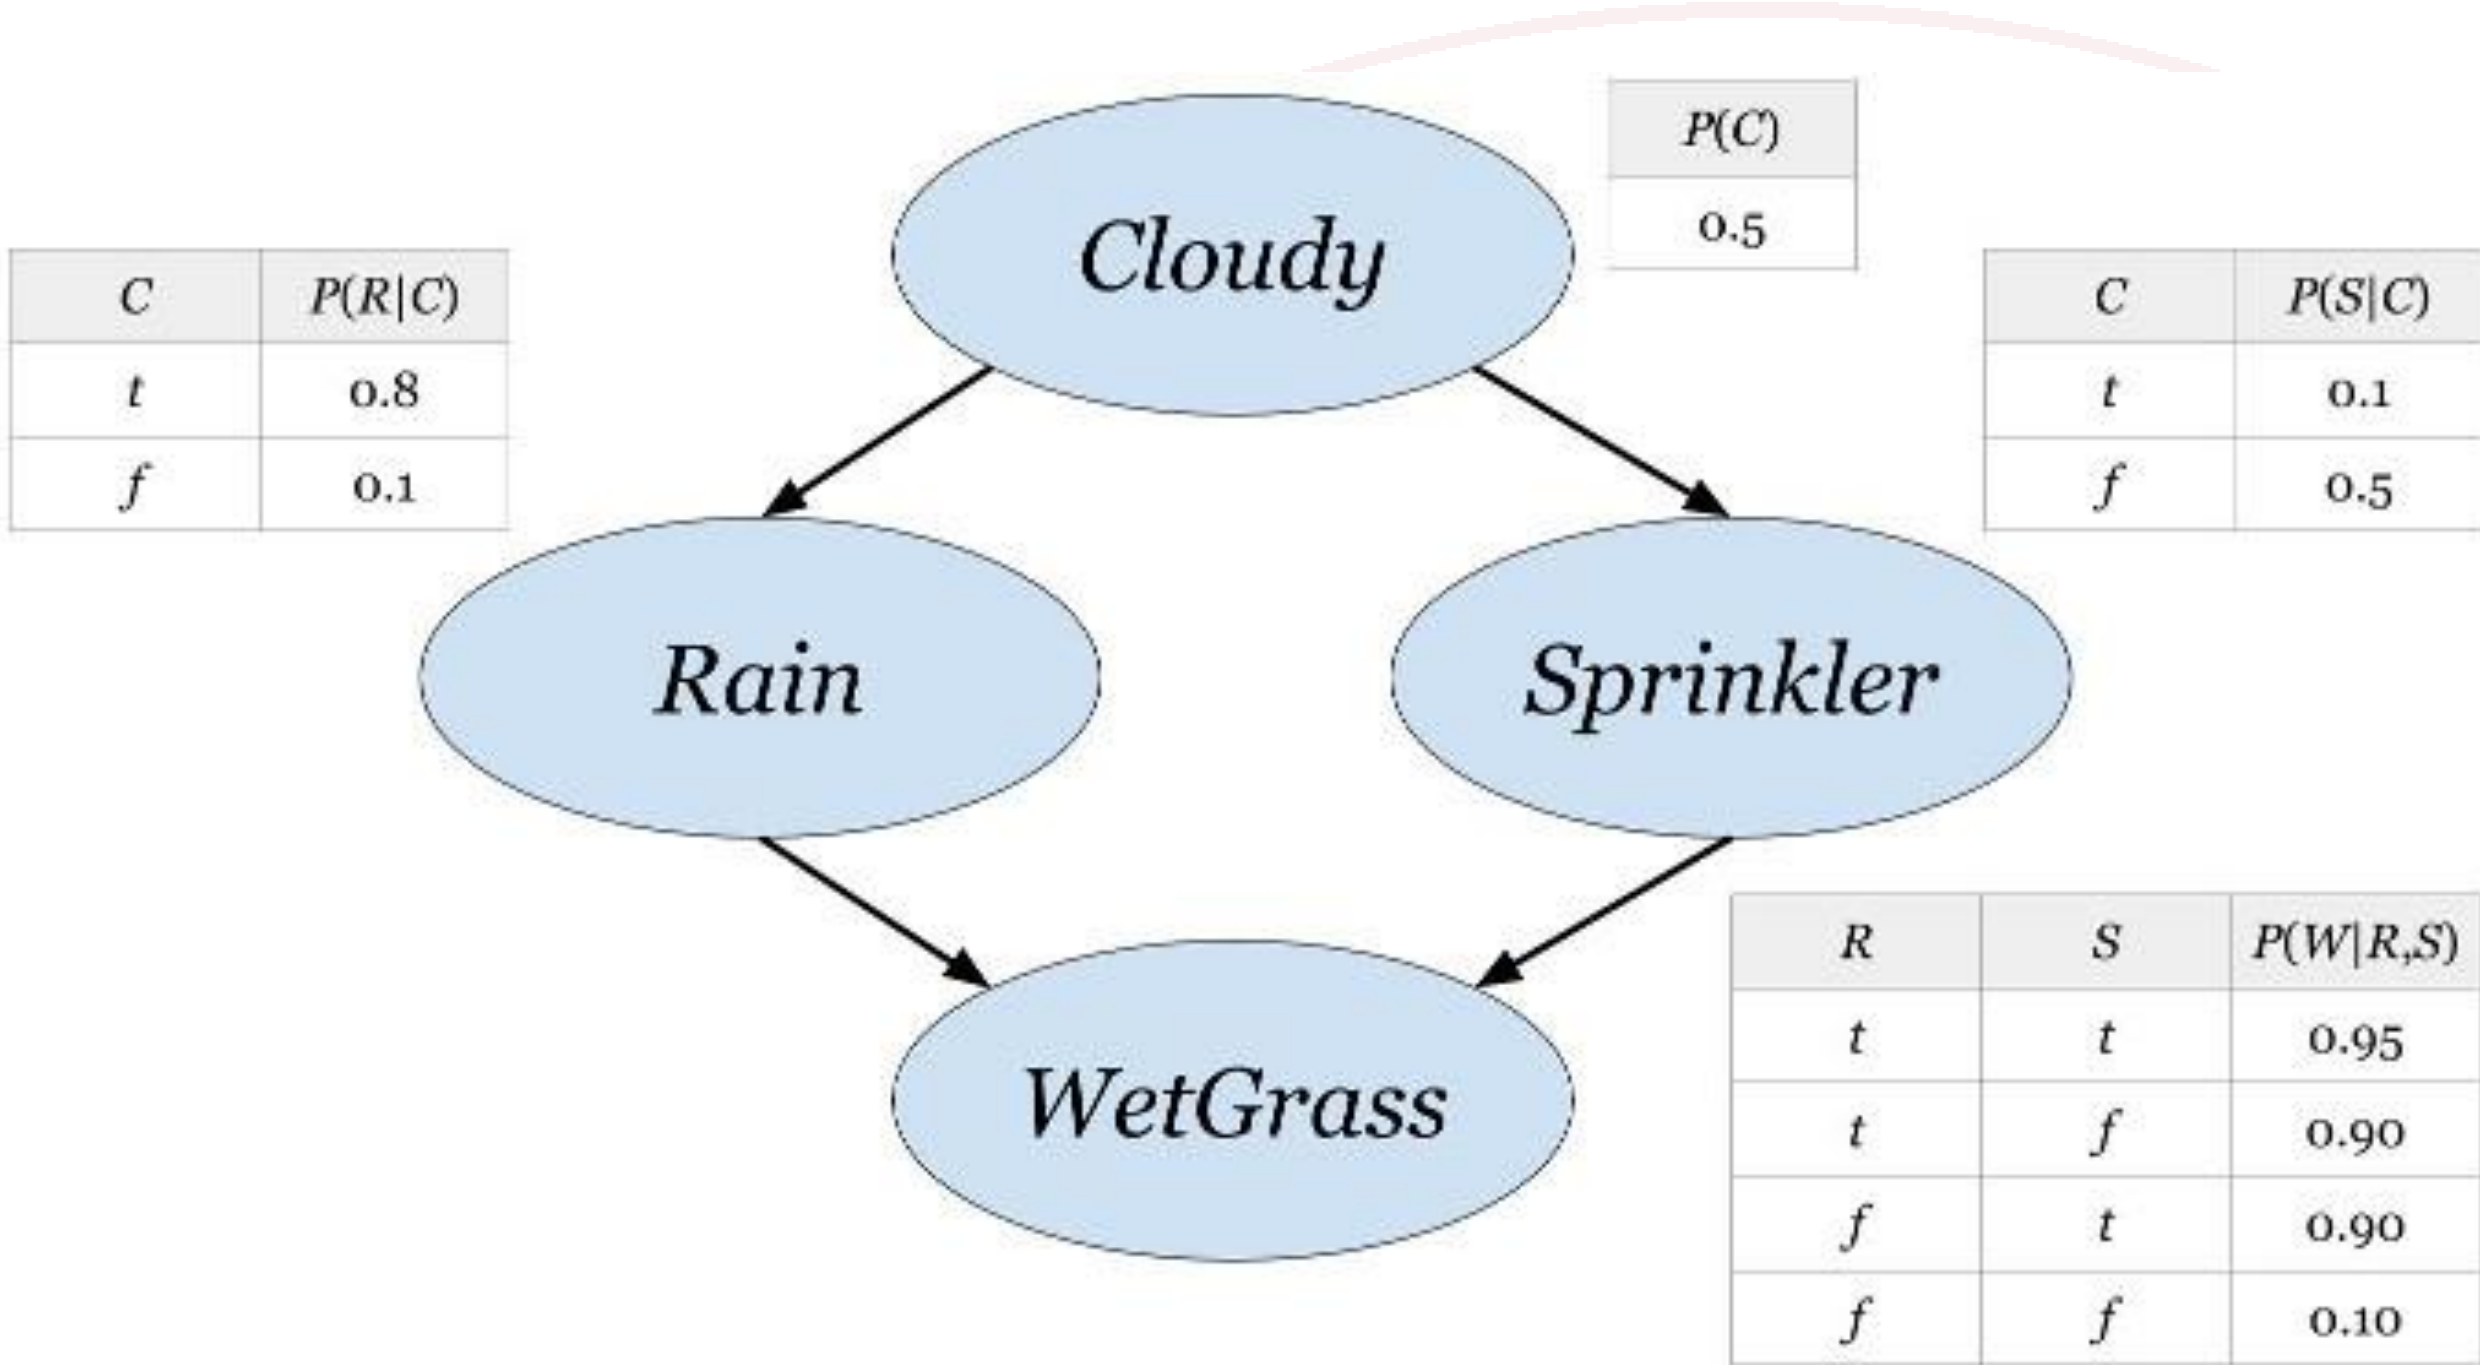 P(C)
0.5
Cloudy
C P(R|C)
t 0.8
f 0.1
C P(S|C)
t 0.1
f 0.5
Rain
Sprinkler
WetGrass
R S P(W|R,S)
t t 0.95
t f 0.90
f t 0.90
f f 0.10